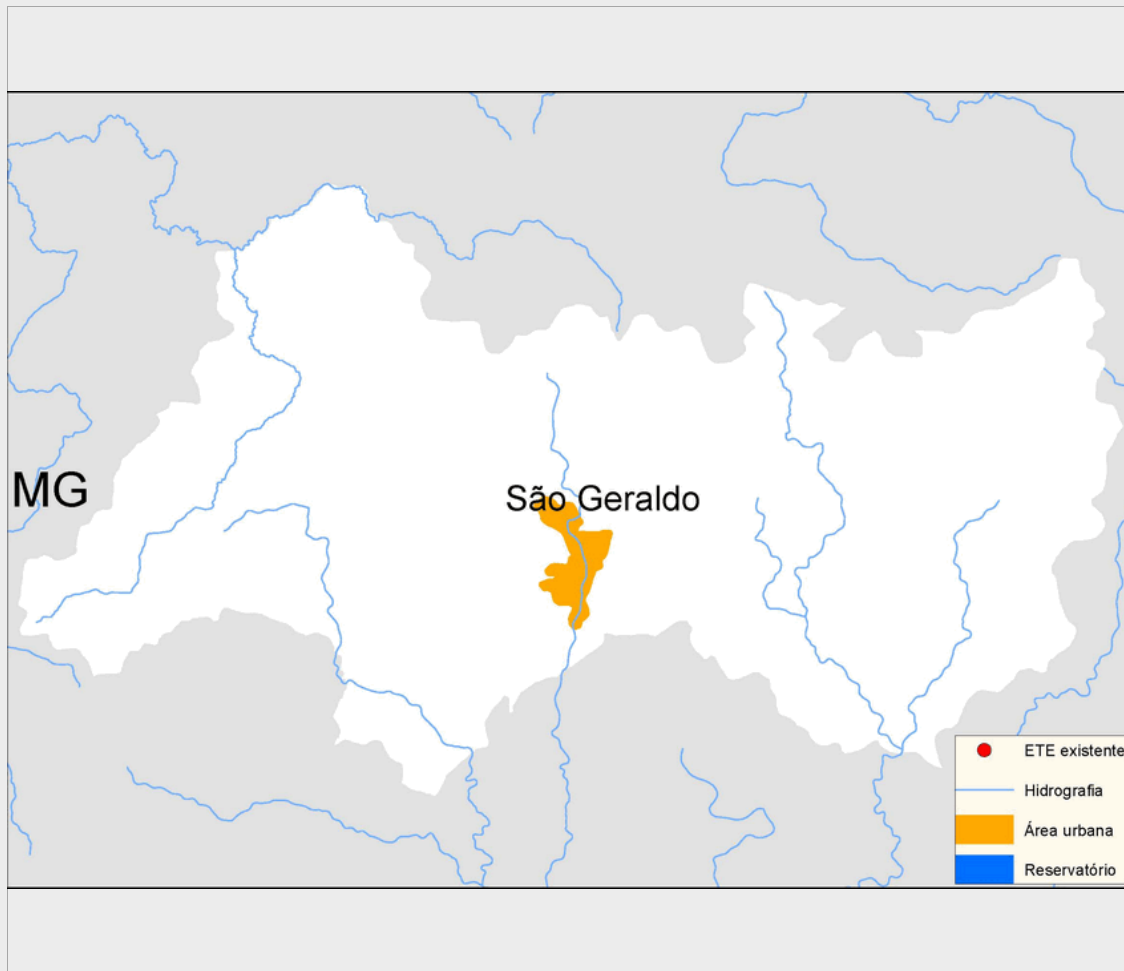 MG
São Geraldo
ETE existente
Hidrografia
Área urbana
Reservatório